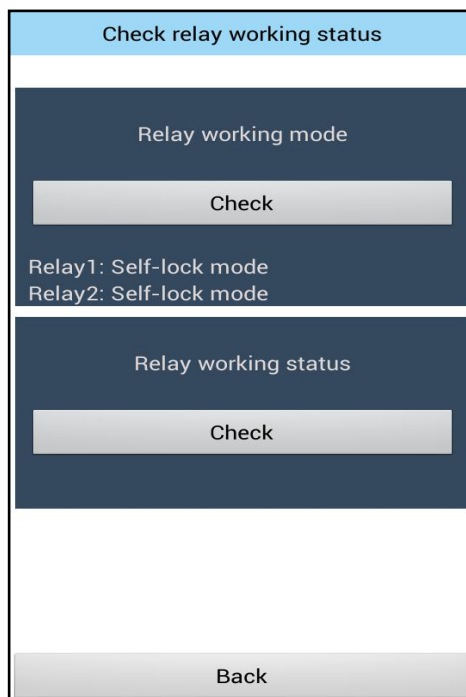 Check relay working status
Relay working mode
Check
Relay1: Self-lock mode
Relay2: Self-lock mode
Relay working status
Check
Back